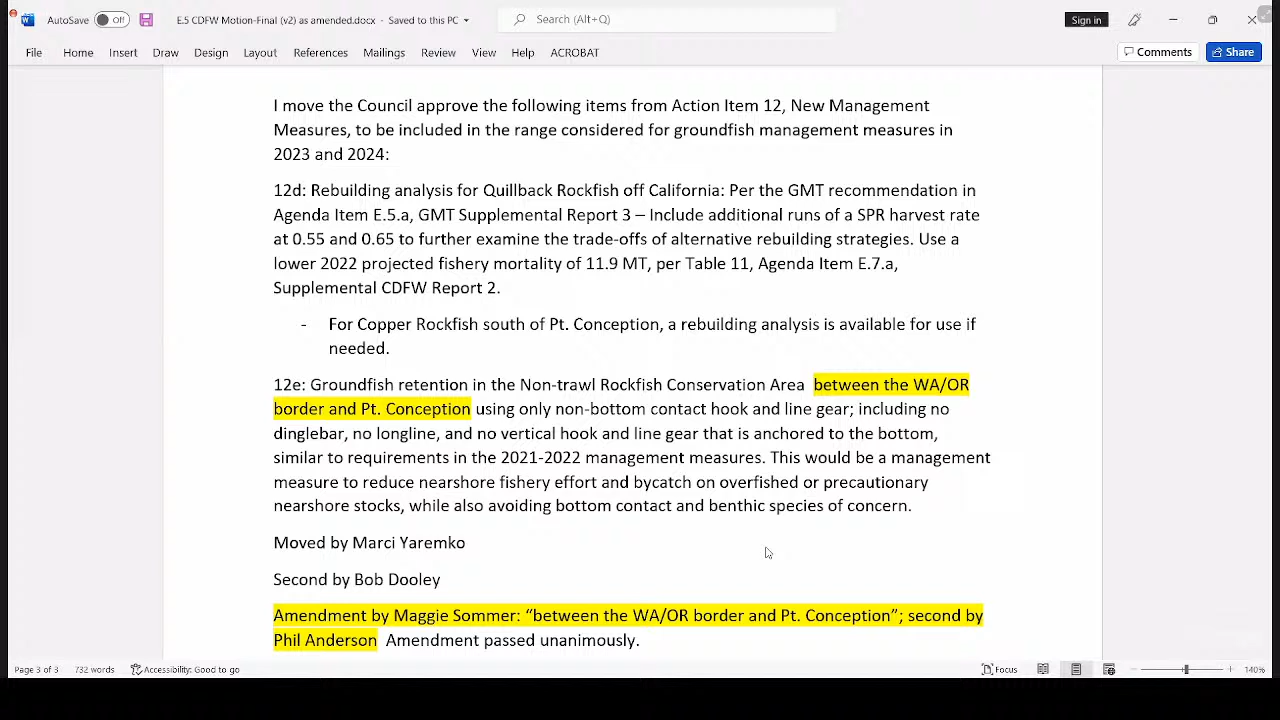 AutoSave Off E.5 CDFW Motion-Final (v2) as amended.docx - Saved to this PC Search (Alt+Q) Sign in
File Home Insert Draw Design Layout References Mailings Review View Help ACROBAT Comments Share
I move the Council approve the following items from Action Item 12, New Management
Measures, to be included in the range considered for groundfish management measures in
2023 and 2024:
12d: Rebuilding analysis for Quillback Rockfish off California: Per the GMT recommendation in
Agenda Item E.5.a, GMT Supplemental Report 3 – Include additional runs of a SPR harvest rate
at 0.55 and 0.65 to further examine the trade-offs of alternative rebuilding strategies. Use a
lower 2022 projected fishery mortality of 11.9 MT, per Table 11, Agenda Item E.7.a,
Supplemental CDFW Report 2.
- For Copper Rockfish south of Pt. Conception, a rebuilding analysis is available for use if
needed.
12e: Groundfish retention in the Non-trawl Rockfish Conservation Area between the WA/OR
border and Pt. Conception using only non-bottom contact hook and line gear; including no
dinglebar, no longline, and no vertical hook and line gear that is anchored to the bottom,
similar to requirements in the 2021-2022 management measures. This would be a management
measure to reduce nearshore fishery effort and bycatch on overfished or precautionary
nearshore stocks, while also avoiding bottom contact and benthic species of concern.
Moved by Marci Yaremko
Second by Bob Dooley
Amendment by Maggie Sommer: “between the WA/OR border and Pt. Conception”; second by
Phil Anderson Amendment passed unanimously.
Page 3 of 3 732 words Accessibility: Good to go Focus 140%